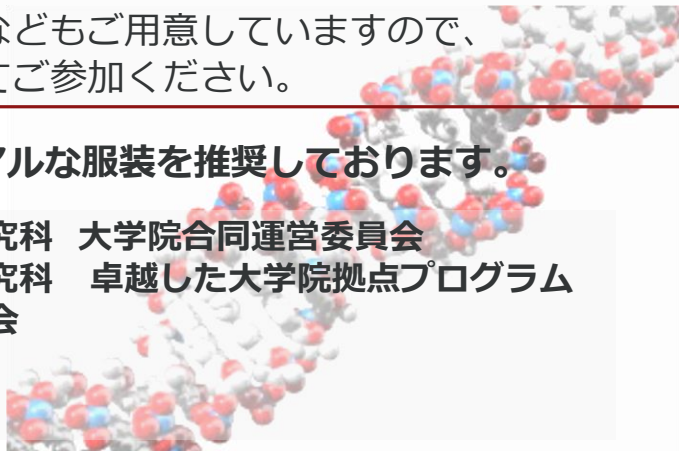 などもご用意していますので、
てご参加ください。
アルな服装を推奨しております。
究科 大学院合同運営委員会
究科 卓越した大学院拠点プログラム
会